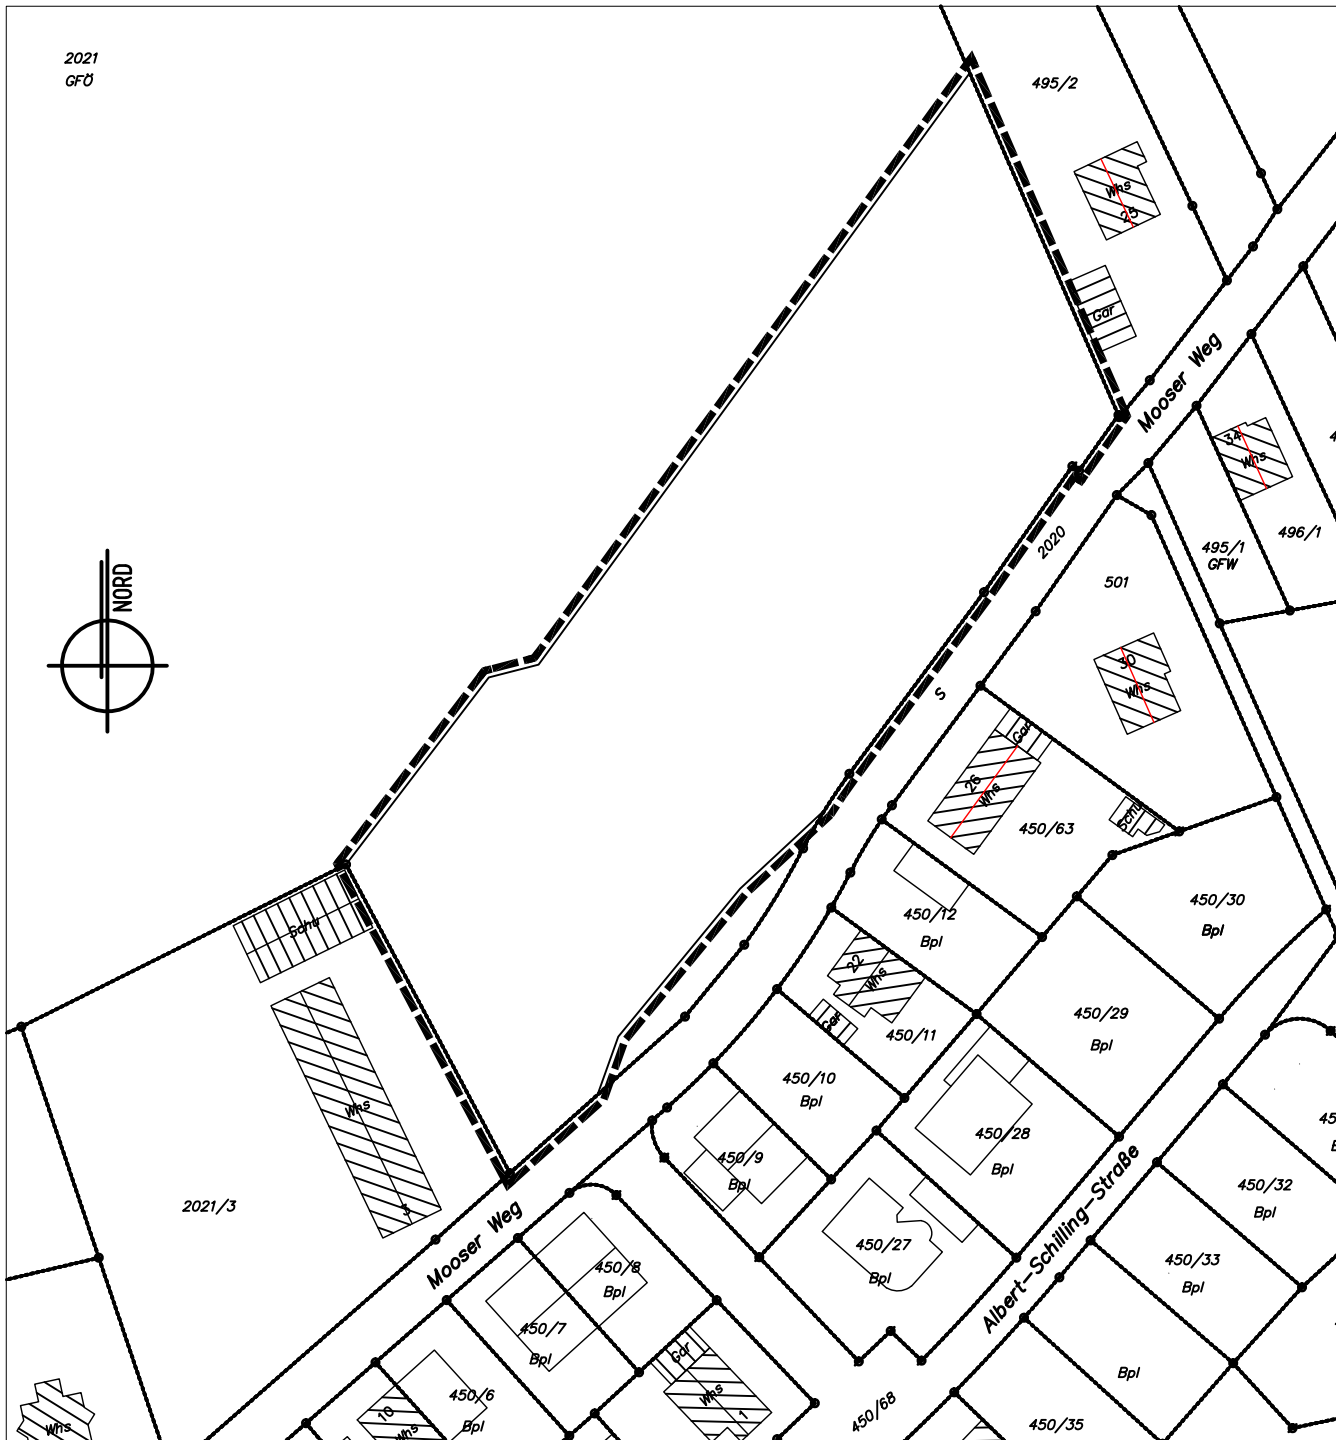 2021
GFÖ
495/2
Whs
25
Gar
Mooser Weg
34
Whs
2020
495/1
GFW
496/1
NORD
501
30
Whs
S
Gar
26
Whs
Schu
450/63
450/12
Bpl
450/30
Bpl
Schu
22
Whs
Gar
450/11
450/29
Bpl
450/10
Bpl
Whs
450/28
Bpl
450/9
Bpl
2021/3
3
450/32
Bpl
Mooser Weg
450/27
Bpl
Albert-Schilling-Straße
450/33
Bpl
450/8
Bpl
450/7
Bpl
Gar
Whs
1
450/6
Bpl
10
Whs
Whs
450/68
Bpl
450/35